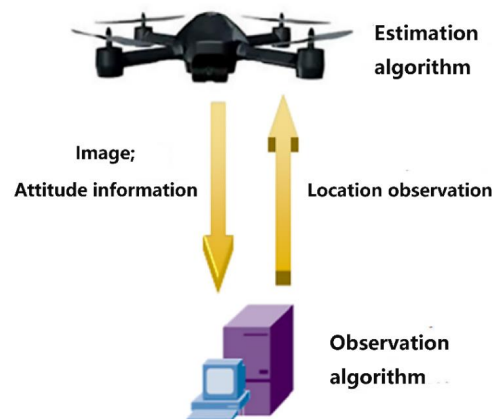 Estimation
algorithm
Image;
Attitude information
Location observation
Observation
algorithm